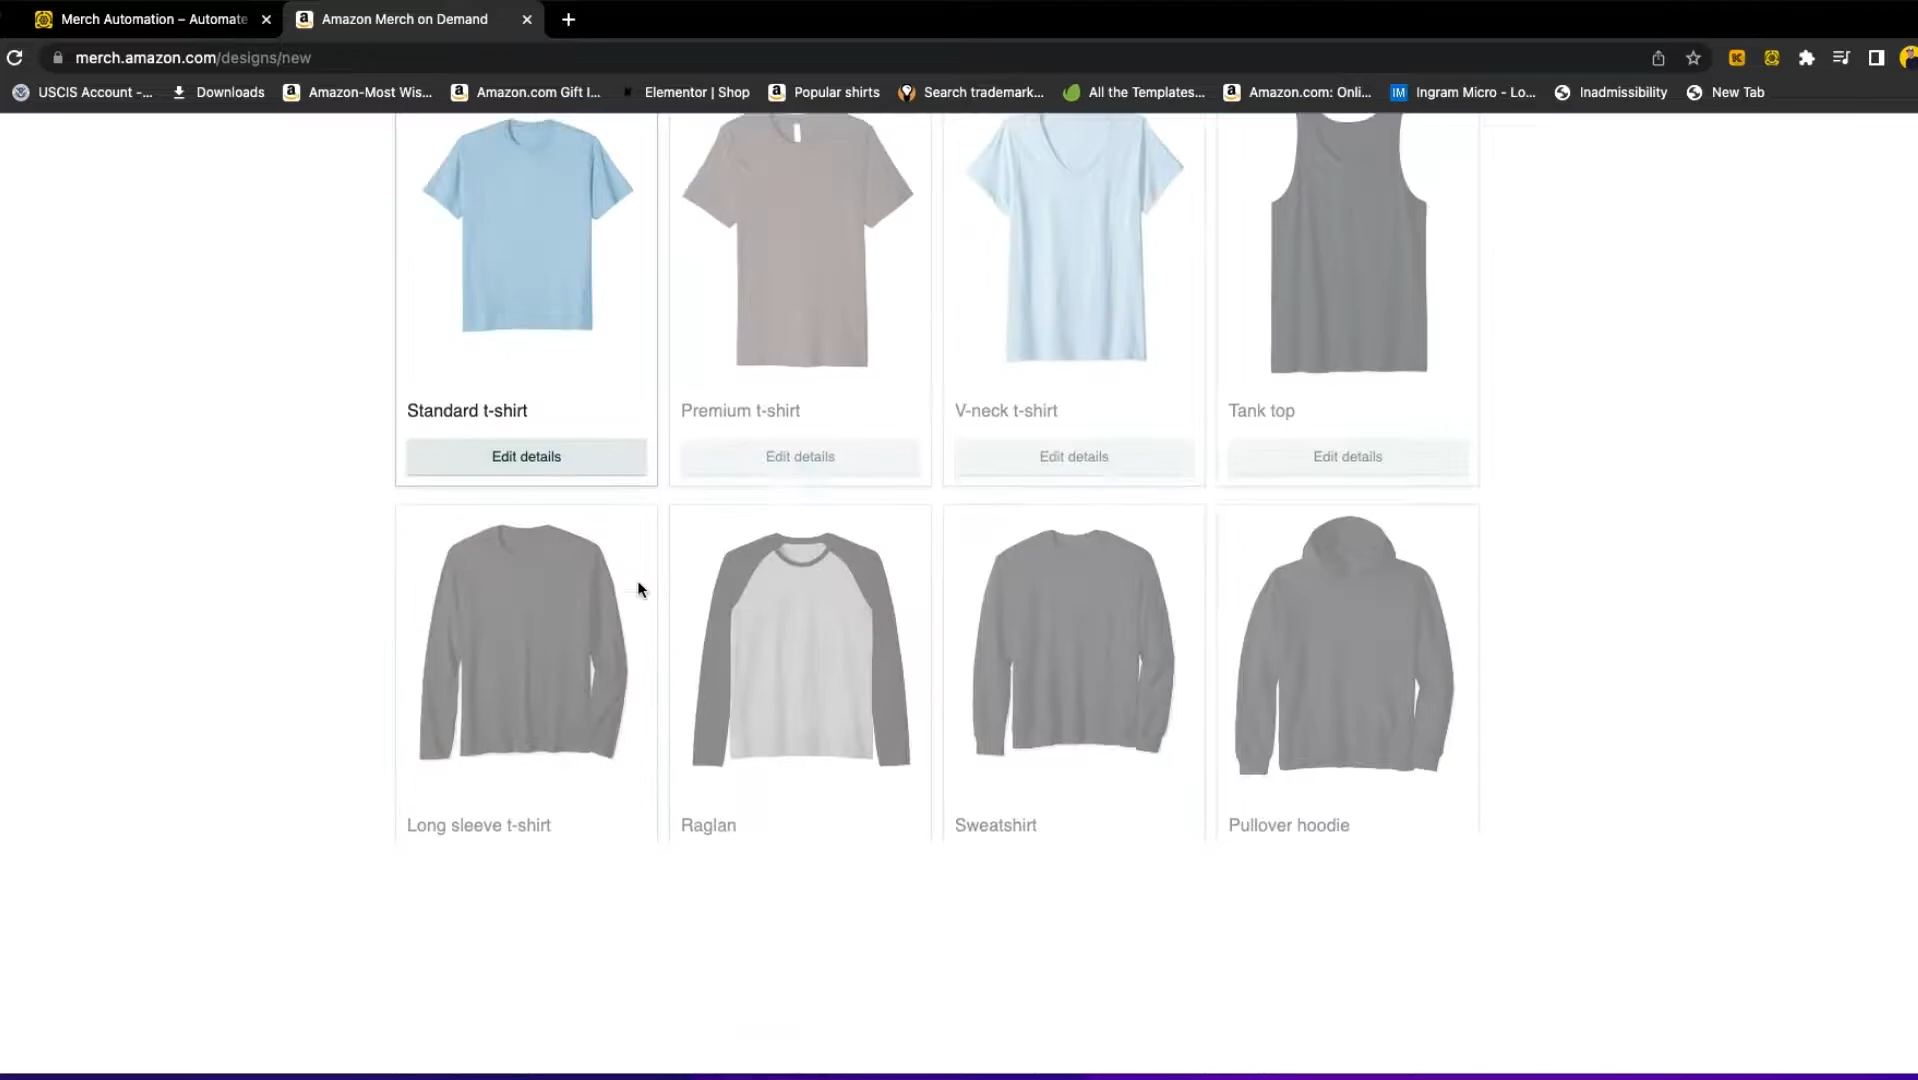 Merch Automation – Automate
Amazon Merch on Demand
merch.amazon.com/designs/new
USCIS Account -...
Downloads
Amazon-Most Wis...
Amazon.com Gift I...
Elementor | Shop
Popular shirts
Search trademark...
All the Templates...
Amazon.com: Onli...
IM
Ingram Micro - Lo...
Inadmissibility
New Tab
Standard t-shirt
Premium t-shirt
V-neck t-shirt
Tank top
Edit details
Edit details
Edit details
Edit details
Long sleeve t-shirt
Raglan
Sweatshirt
Pullover hoodie